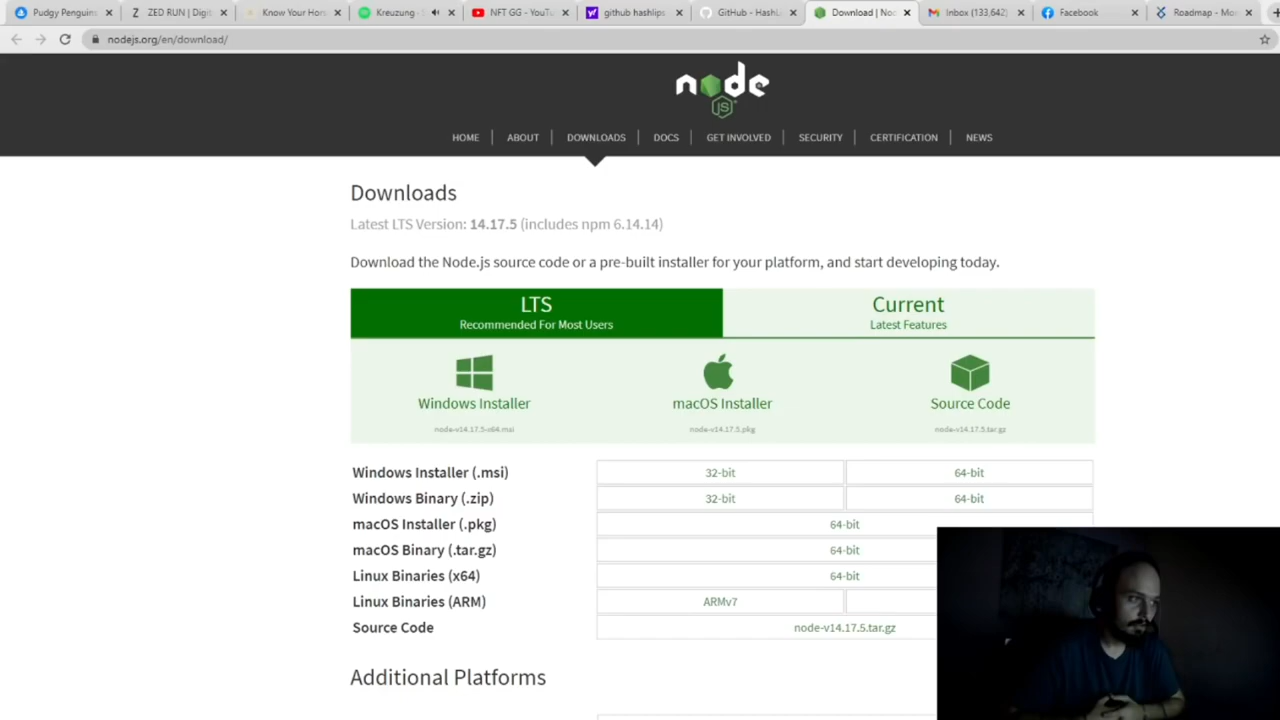 Pudgy Penguins
ZED RUN | Digit
Know Your Hors
Kreuzung -
NFT GG - YouTu
github hashlips
GitHub - HashL
Download | Nod
Inbox (133,642)
Facebook
Roadmap - Mo
nodejs.org/en/download/
node
JS
HOME | ABOUT | DOWNLOADS | DOCS | GET INVOLVED | SECURITY | CERTIFICATION | NEWS
Downloads
Latest LTS Version: 14.17.5 (includes npm 6.14.14)
Download the Node.js source code or a pre-built installer for your platform, and start developing today.
LTS
Recommended For Most Users
Current
Latest Features
Windows Installer
node-v14.17.5-x64.msi
macOS Installer
node-v14.17.5.pkg
Source Code
node-v14.17.5.tar.gz
Windows Installer (.msi) 32-bit 64-bit
Windows Binary (.zip) 32-bit 64-bit
macOS Installer (.pkg) 64-bit
macOS Binary (.tar.gz) 64-bit
Linux Binaries (x64) 64-bit
Linux Binaries (ARM) ARMv7
Source Code node-v14.17.5.tar.gz
Additional Platforms